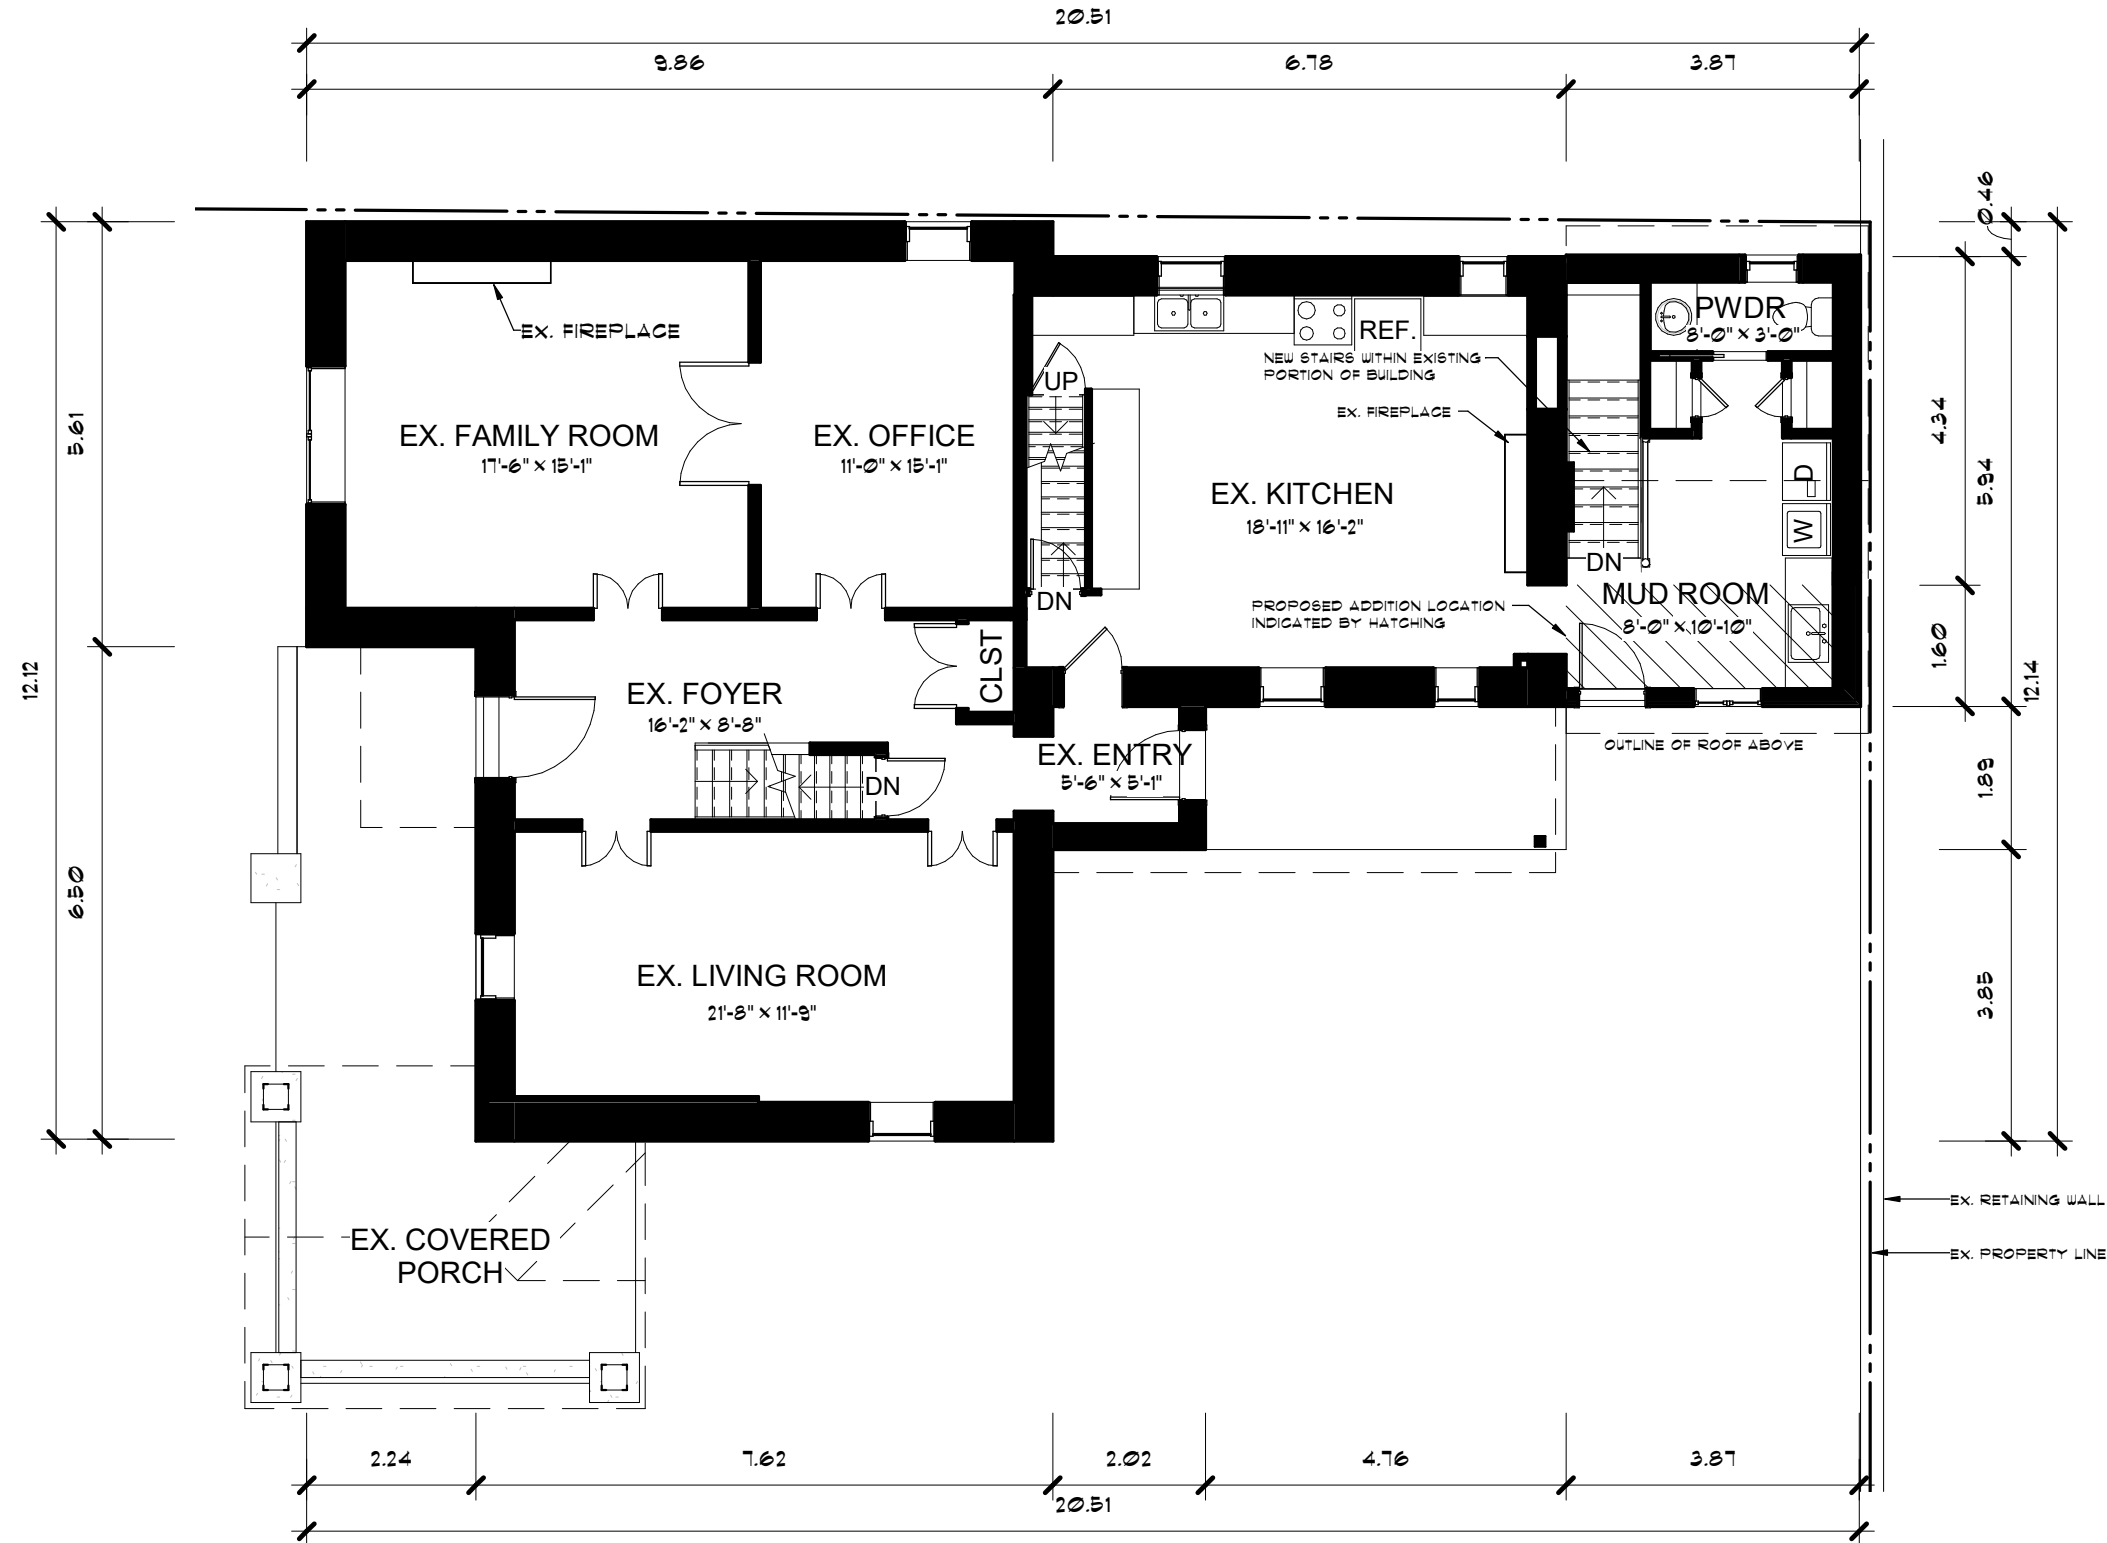 20.51
9.86
6.78
3.87
0.46
PWDR
8'-0" × 3'-0"
EX. FIREPLACE
REF.
NEW STAIRS WITHIN EXISTING
PORTION OF BUILDING
UP
EX. FIREPLACE
5.61
4.34
EX. FAMILY ROOM
17'-6" × 15'-1"
EX. OFFICE
11'-0" × 15'-1"
D
5.94
EX. KITCHEN
18'-11" × 16'-2"
W
DN
DN
MUD ROOM
8'-0" × 10'-10"
PROPOSED ADDITION LOCATION
INDICATED BY HATCHING
1.60
12.12
CLST
12.14
EX. FOYER
16'-2" × 8'-8"
OUTLINE OF ROOF ABOVE
EX. ENTRY
5'-6" × 5'-1"
DN
1.89
6.50
EX. LIVING ROOM
21'-8" × 11'-9"
3.85
EX. RETAINING WALL
EX. COVERED
PORCH
EX. PROPERTY LINE
2.24
7.62
2.02
4.76
3.87
20.51